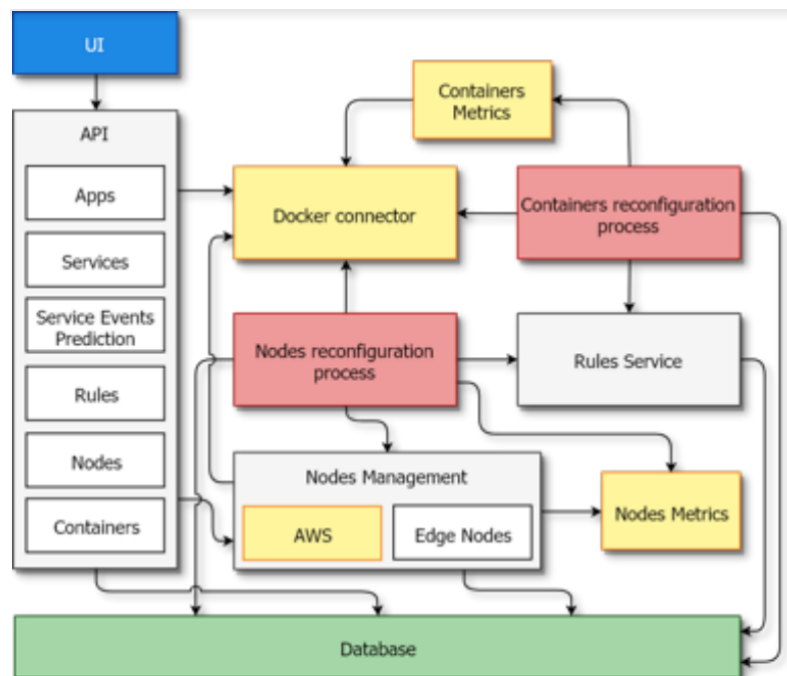 UI
API
Apps
Services
Service Events
Prediction
Rules
Nodes
Containers
Containers
Metrics
Docker connector
Containers reconfiguration
process
Nodes reconfiguration
process
Rules Service
Nodes Management
AWS
Edge Nodes
Nodes Metrics
Database